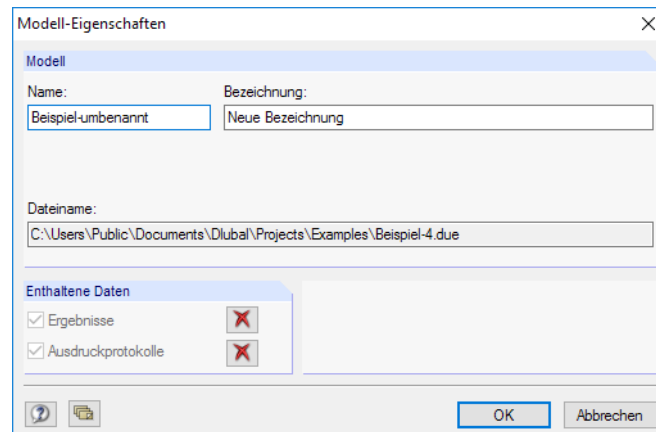 Modell-Eigenschaften
Modell
Name:
Bezeichnung:
Beispiel-umbenannt
Neue Bezeichnung
Dateiname:
C:\Users\Public\Documents\Dlubal\Projects\Examples\Beispiel-4.due
Enthaltene Daten
Ergebnisse
Ausdruckprotokolle
OK
Abbrechen